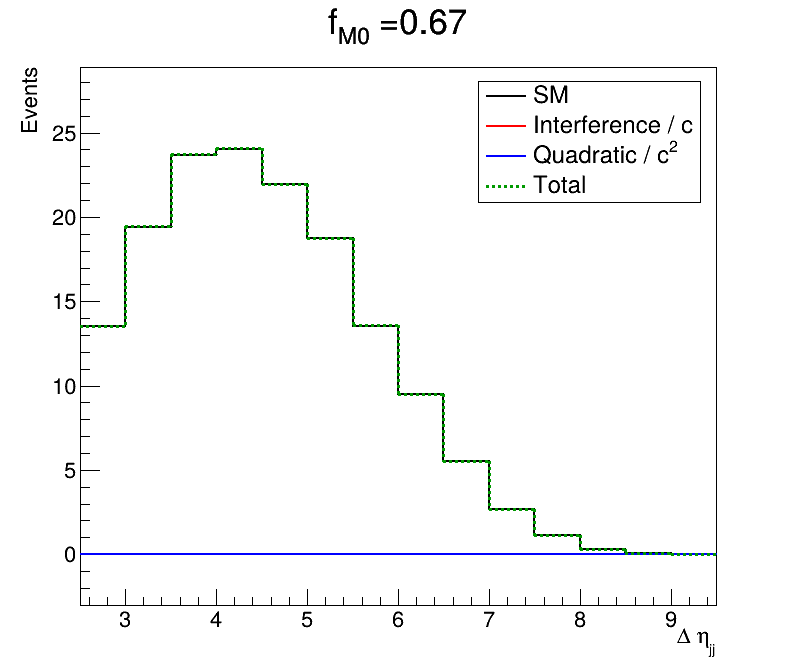 f_M0 =0.67
Events
SM
Interference / c
Quadratic / c²
Total
25
20
15
10
5
0
3 4 5 6 7 8 9
Δ η_jj